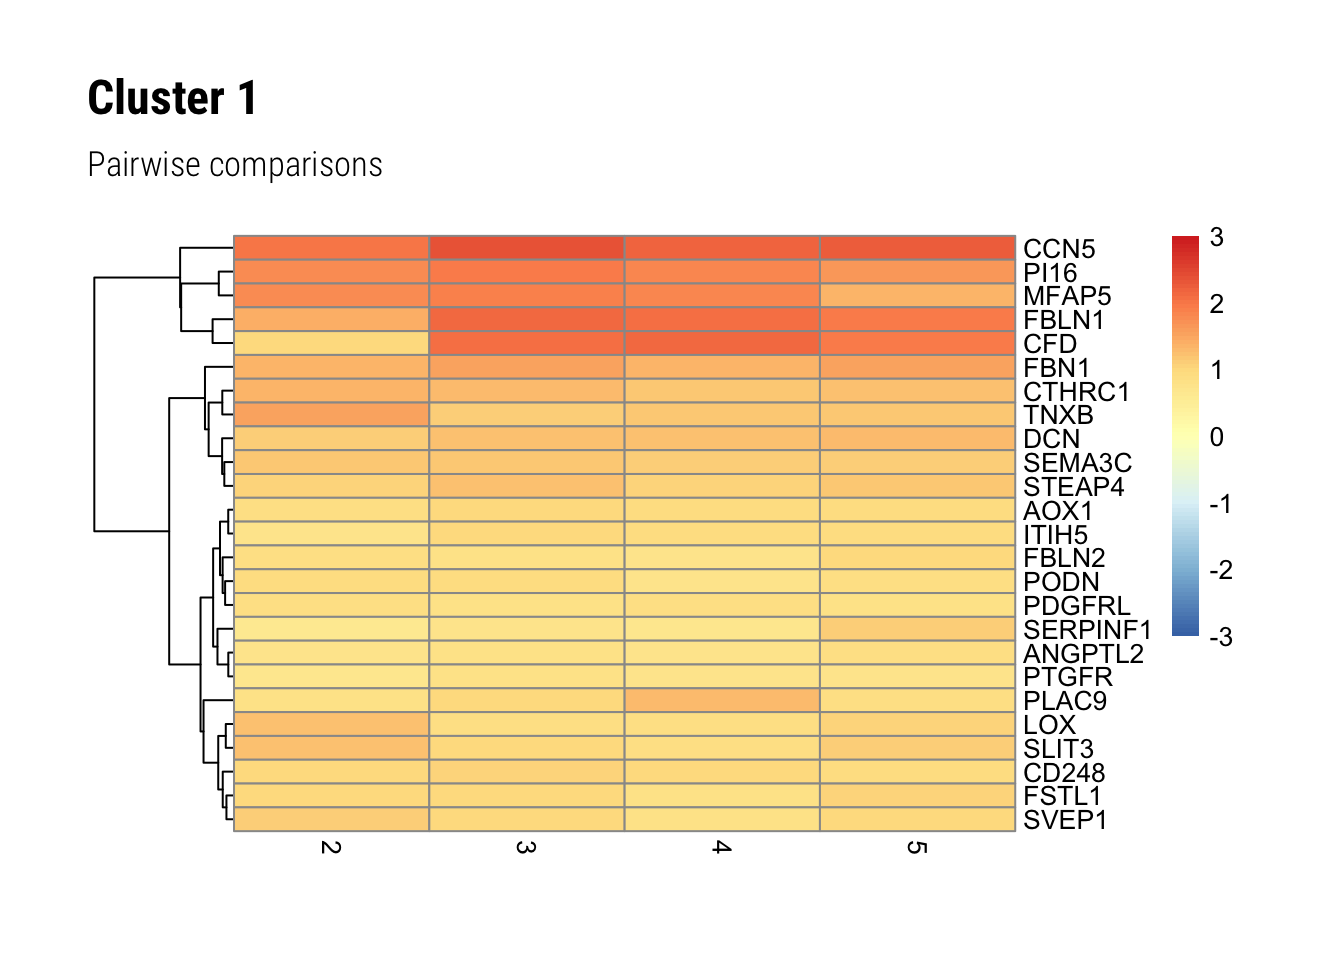 Cluster 1
Pairwise comparisons
CCN5
PI16
MFAP5
FBLN1
CFD
FBN1
CTHRC1
TNXB
DCN
SEMA3C
STEAP4
AOX1
ITIH5
FBLN2
PODN
PDGFRL
SERPINF1
ANGPTL2
PTGFR
PLAC9
LOX
SLIT3
CD248
FSTL1
SVEP1
3
2
1
0
-1
-2
-3
2
3
4
5